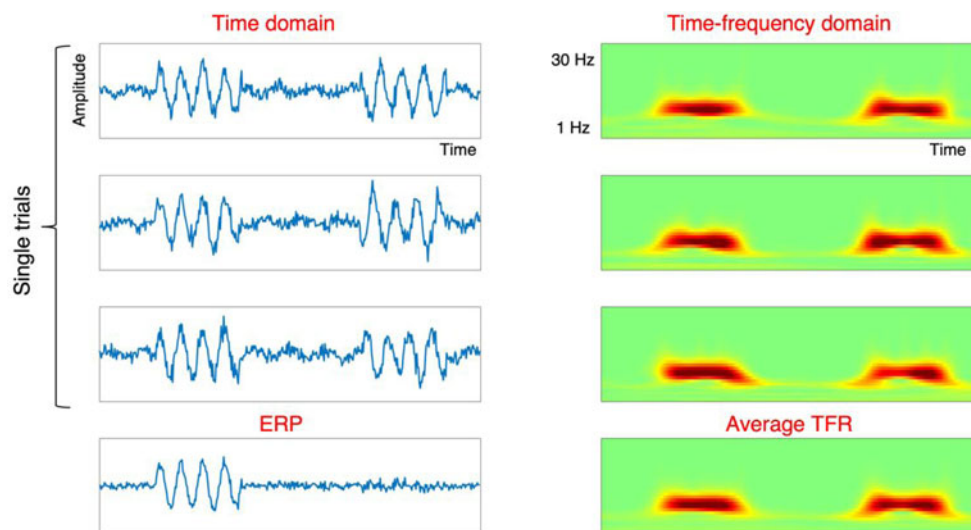 Time domain
Time-frequency domain
Amplitude
30 Hz
1 Hz
Time
Time
Single trials
ERP
Average TFR